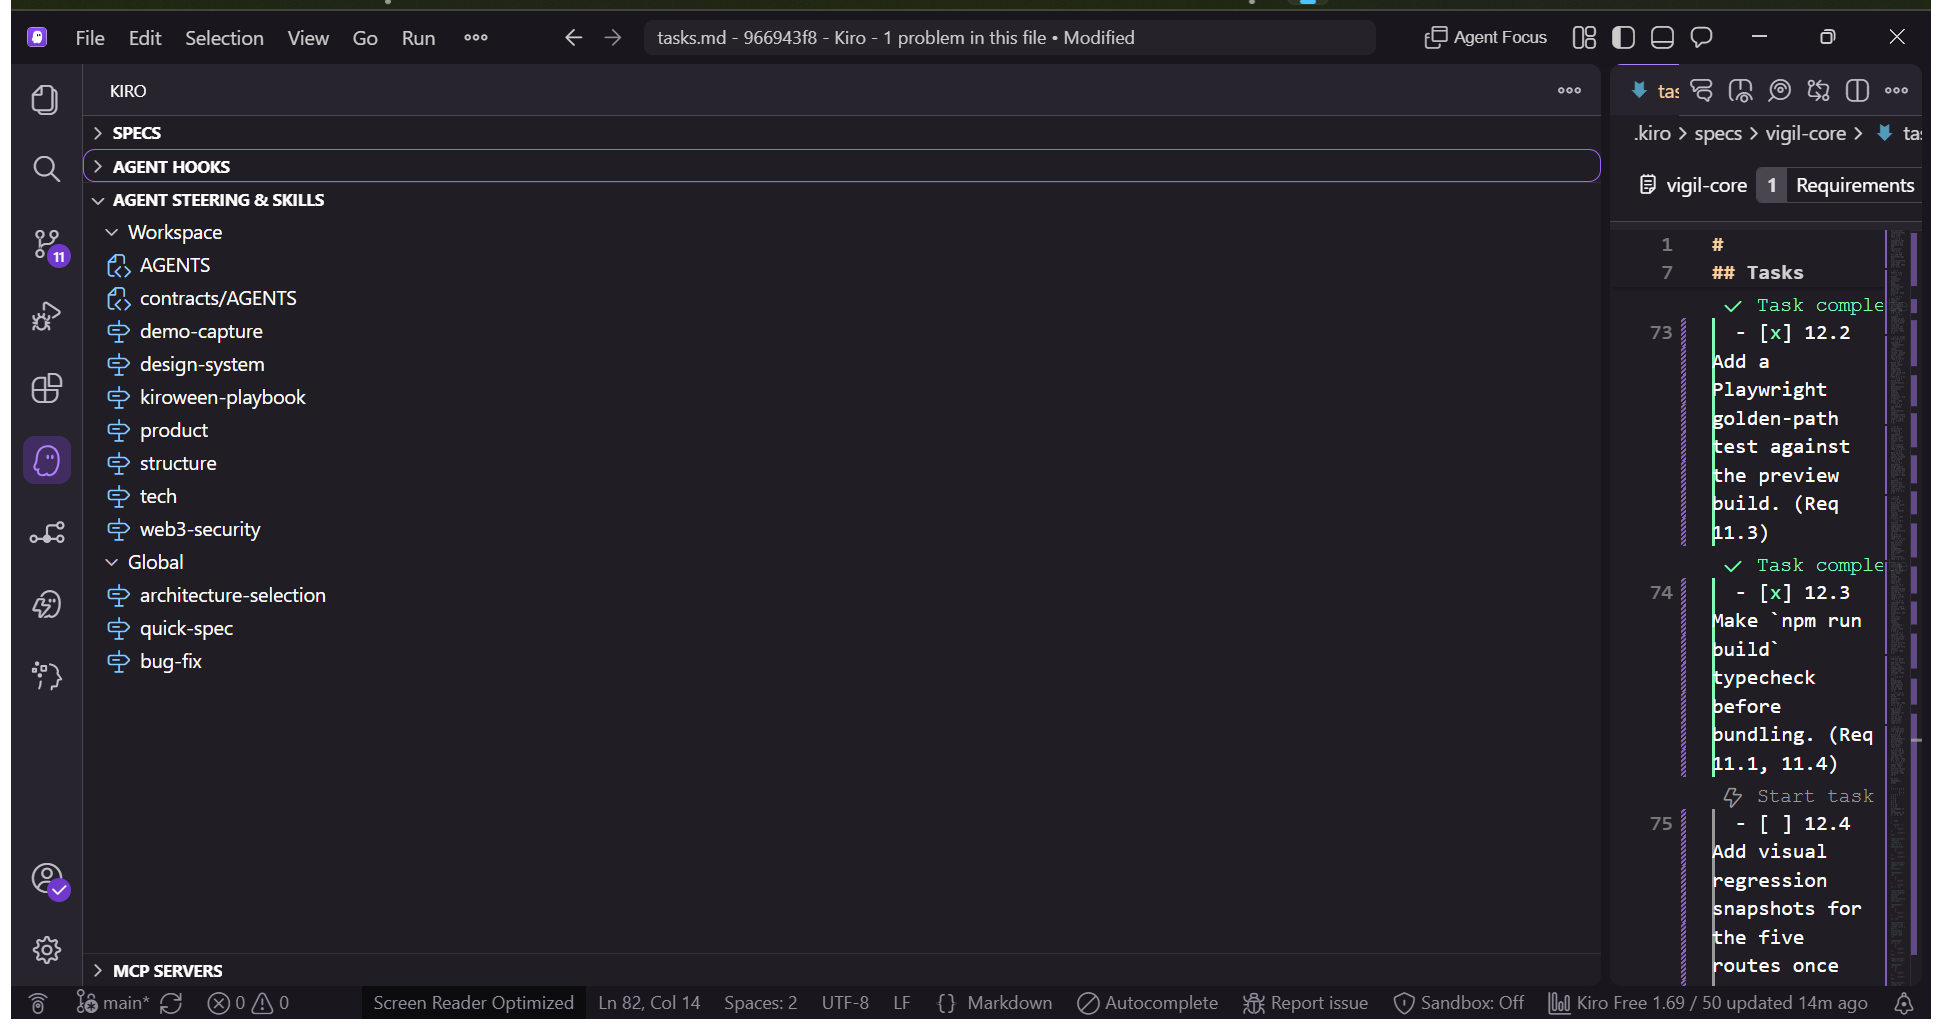 File Edit Selection View Go Run
tasks.md - 966943f8 - Kiro - 1 problem in this file • Modified
Agent Focus
KIRO
SPECS
AGENT HOOKS
AGENT STEERING & SKILLS
Workspace
AGENTS
contracts/AGENTS
demo-capture
design-system
kiroween-playbook
product
structure
tech
web3-security
Global
architecture-selection
quick-spec
bug-fix
MCP SERVERS
11
tas
.kiro > specs > vigil-core > tas
vigil-core 1 Requirements
1 #
7 ## Tasks
Task comple
73 - [x] 12.2
Add a
Playwright
golden-path
test against
the preview
build. (Req
11.3)
Task comple
74 - [x] 12.3
Make `npm run
build`
typecheck
before
bundling. (Req
11.1, 11.4)
Start task
75 - [ ] 12.4
Add visual
regression
snapshots for
the five
routes once
main* 0 0 Screen Reader Optimized Ln 82, Col 14 Spaces: 2 UTF-8 LF {} Markdown Autocomplete Report issue Sandbox: Off Kiro Free 1.69 / 50 updated 14m ago